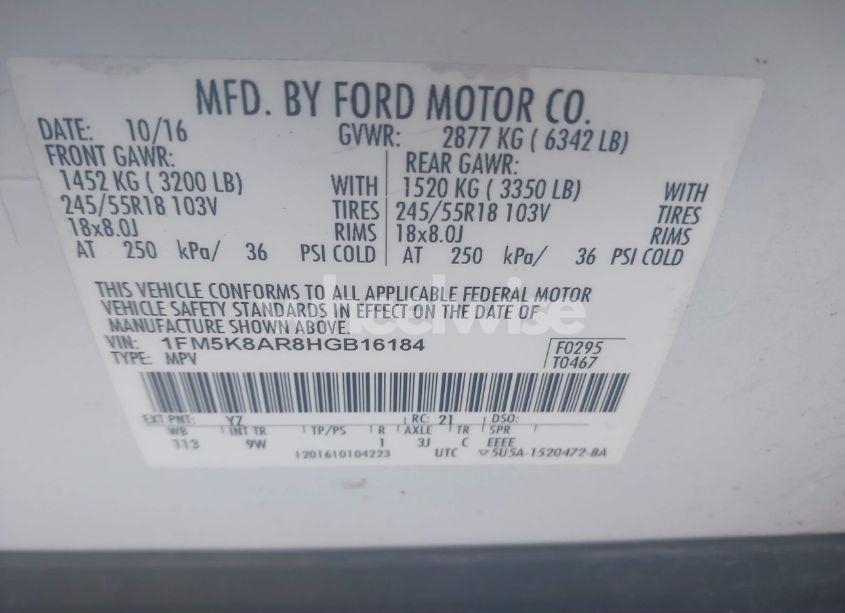 MFD. BY FORD MOTOR CO.
DATE: 10/16 GVWR: 2877 KG ( 6342 LB)
FRONT GAWR: REAR GAWR:
1452 KG ( 3200 LB) WITH 1520 KG ( 3350 LB) WITH
245/55R18 103V TIRES 245/55R18 103V TIRES
18x8.0J RIMS 18x8.0J RIMS
AT 250 kPa/ 36 PSI COLD AT 250 kPa/ 36 PSI COLD
THIS VEHICLE CONFORMS TO ALL APPLICABLE FEDERAL MOTOR
VEHICLE SAFETY STANDARDS IN EFFECT ON THE DATE OF
MANUFACTURE SHOWN ABOVE.
VIN: 1FM5K8AR8HGB16184 F0295
TYPE: MPV T0467
EXT PNT: YZ RC: 21 DSO:
WB INT TR TP/PS R AXLE TR SPR
113 9W 1 3J C EEEE
1201610104223 UTC ▽5U5A-1520472-BA